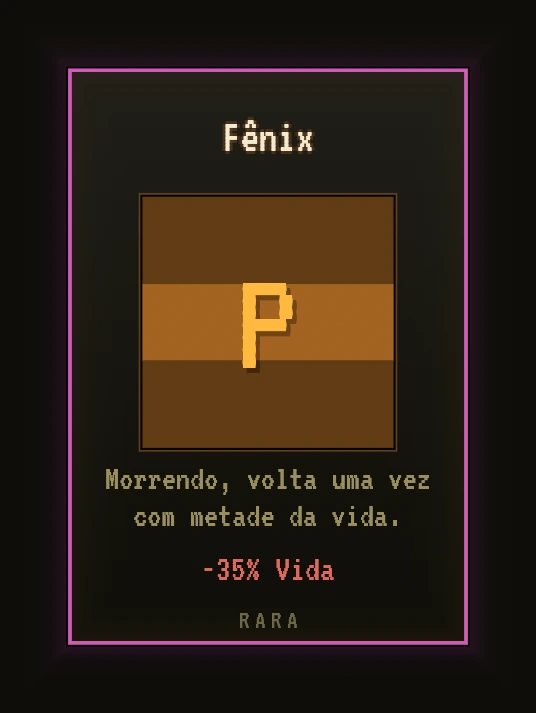 Fênix
P
Morrendo, volta uma vez
com metade da vida.
-35% Vida
RARA